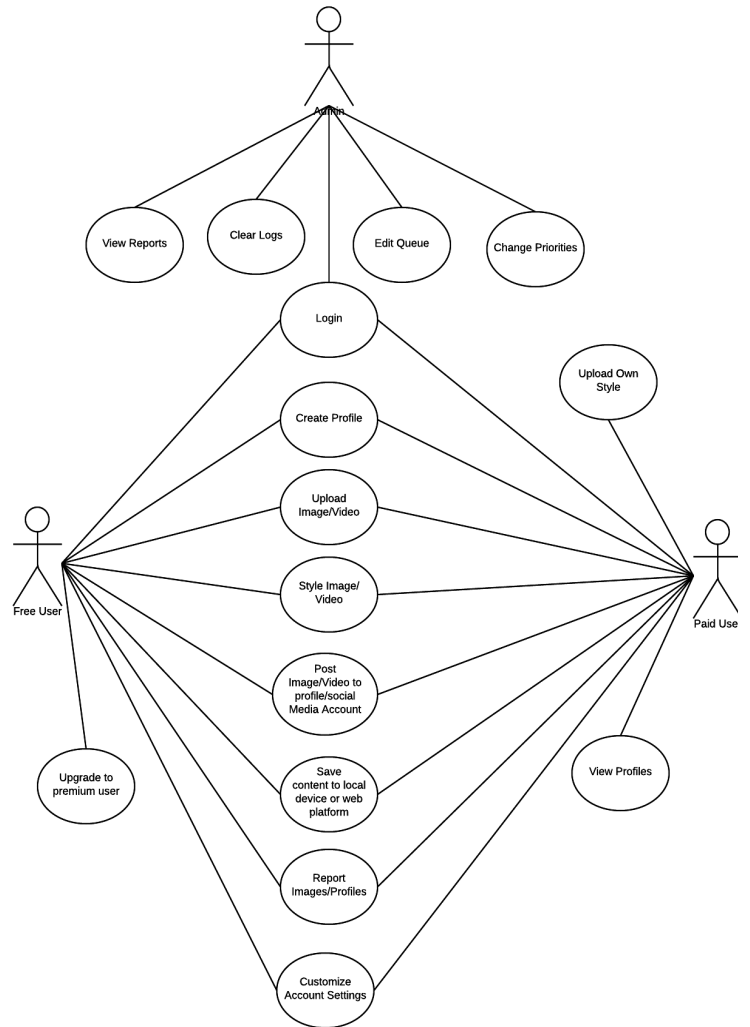 Admin
View Reports
Clear Logs
Edit Queue
Change Priorities
Login
Upload Own
Style
Create Profile
Upload
Image/Video
Style Image/
Video
Free User
Paid User
Post
Image/Video to
profile/social
Media Account
Upgrade to
premium user
Save
content to local
device or web
platform
View Profiles
Report
Images/Profiles
Customize
Account Settings